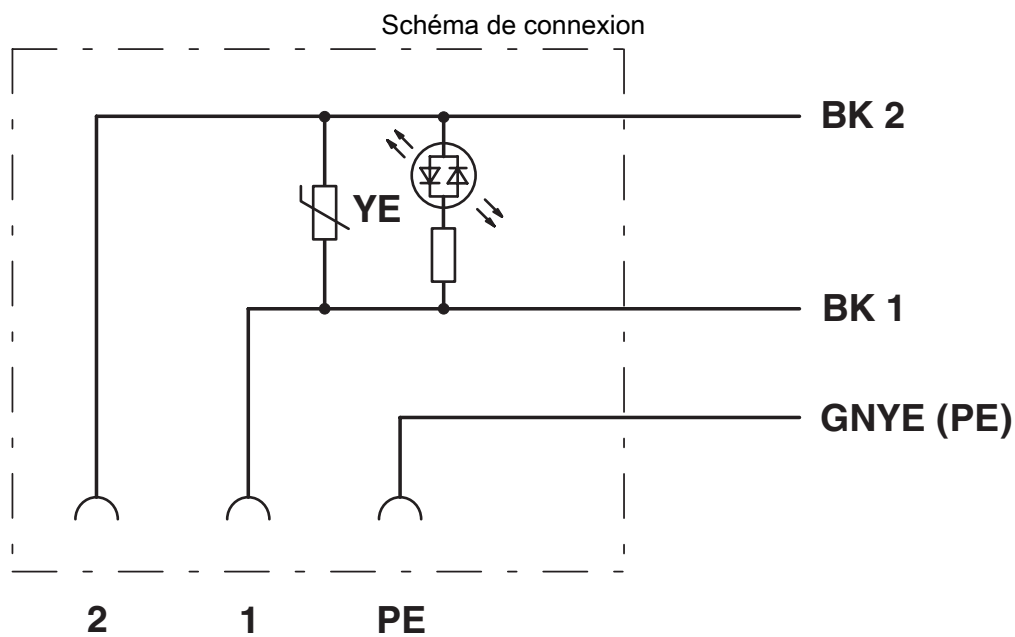 Schéma de connexion
BK 2
YE
BK 1
GNYE (PE)
2 1 PE